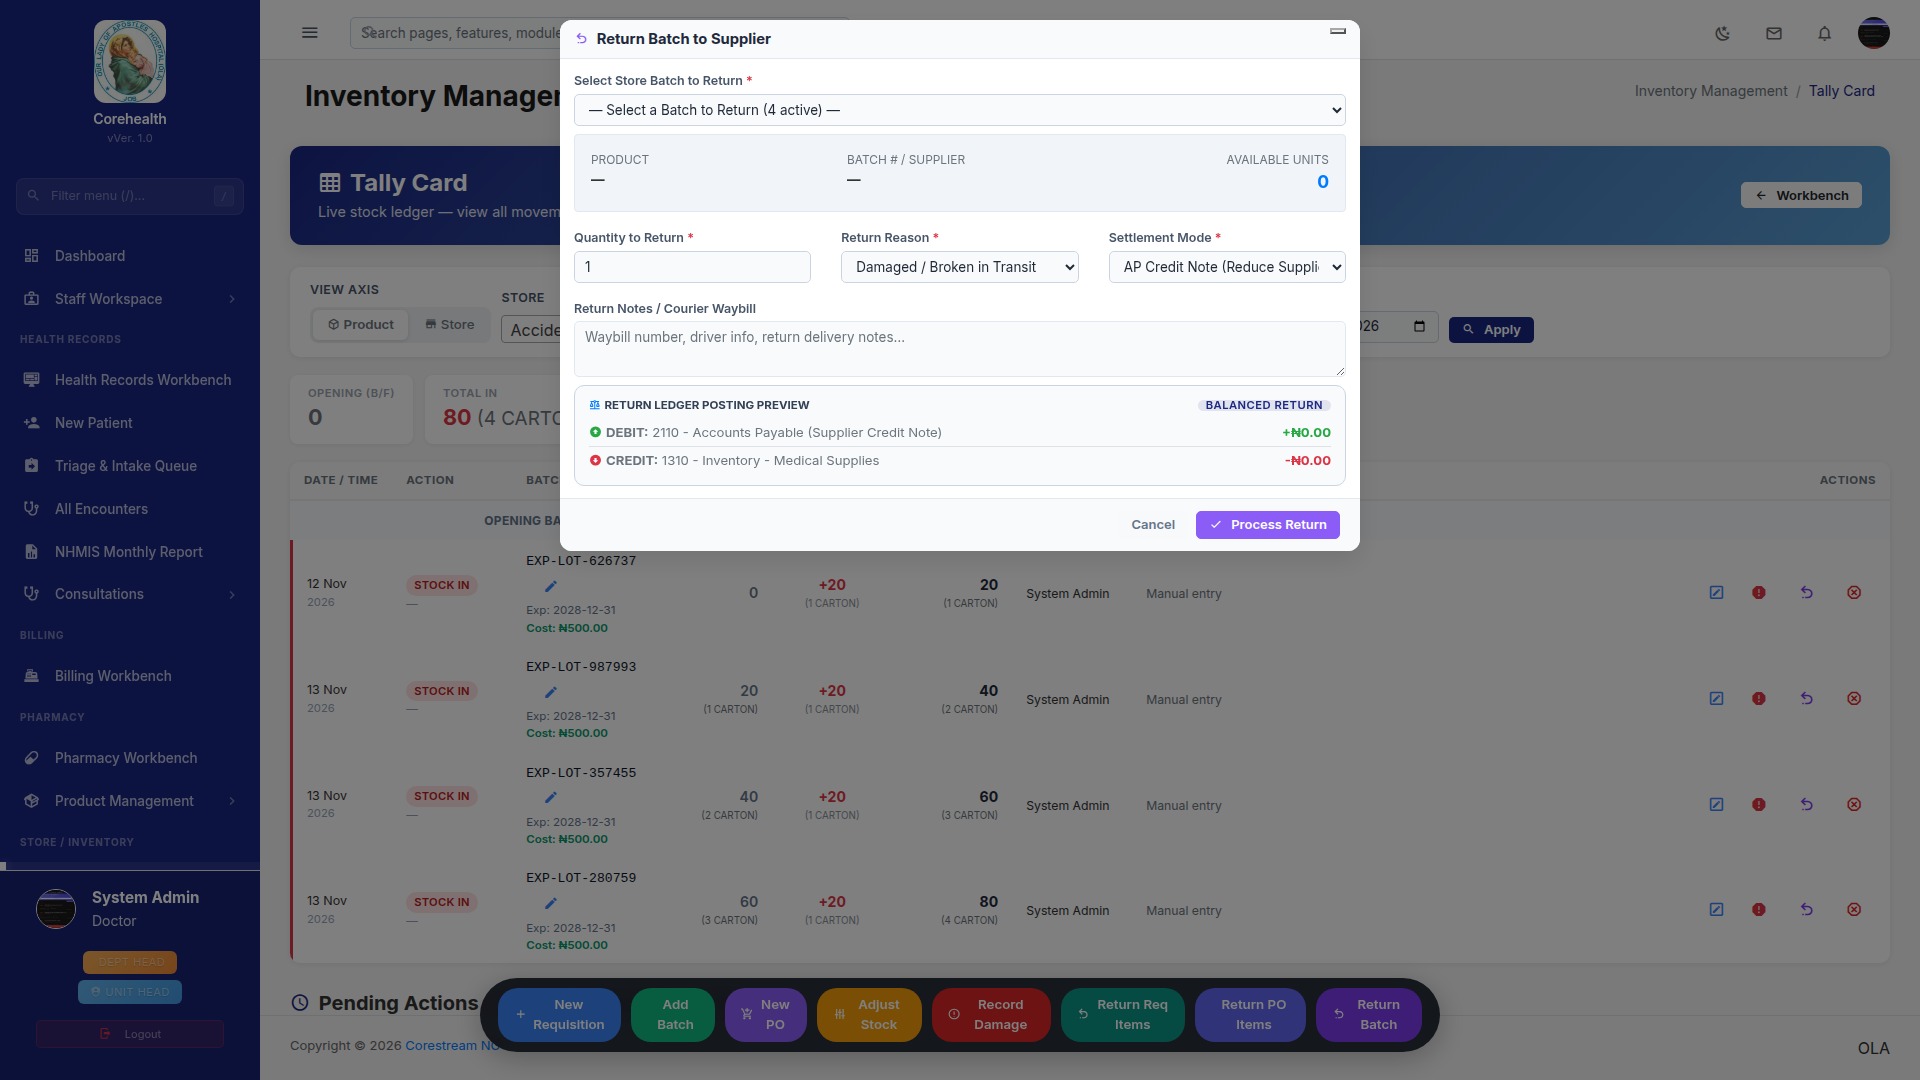 OUR LADY OF APOSTLES HOSPITAL (OLA)
JOS
Corehealth
vVer. 1.0
Filter menu (/)...
/
Dashboard
Staff Workspace
HEALTH RECORDS
Health Records Workbench
New Patient
Triage & Intake Queue
All Encounters
NHMIS Monthly Report
Consultations
BILLING
Billing Workbench
PHARMACY
Pharmacy Workbench
Product Management
STORE / INVENTORY
System Admin
Doctor
DEPT HEAD
UNIT HEAD
Logout
Search pages, features, module
Inventory Manager
Inventory Management / Tally Card
Tally Card
Live stock ledger — view all movem
Workbench
VIEW AXIS
Product
Store
STORE
Accide
026
Apply
OPENING (B/F)
0
TOTAL IN
80 (4 CARTO
DATE / TIME ACTION BATC ACTIONS
OPENING BA
12 Nov
2026
STOCK IN
—
EXP-LOT-626737
Exp: 2028-12-31
Cost: ₦500.00
0
+20
(1 CARTON)
20
(1 CARTON)
System Admin
Manual entry
13 Nov
2026
STOCK IN
—
EXP-LOT-987993
Exp: 2028-12-31
Cost: ₦500.00
20
(1 CARTON)
+20
(1 CARTON)
40
(2 CARTON)
System Admin
Manual entry
13 Nov
2026
STOCK IN
—
EXP-LOT-357455
Exp: 2028-12-31
Cost: ₦500.00
40
(2 CARTON)
+20
(1 CARTON)
60
(3 CARTON)
System Admin
Manual entry
13 Nov
2026
STOCK IN
—
EXP-LOT-280759
Exp: 2028-12-31
Cost: ₦500.00
60
(3 CARTON)
+20
(1 CARTON)
80
(4 CARTON)
System Admin
Manual entry
Pending Actions
New Requisition
Add Batch
New PO
Adjust Stock
Record Damage
Return Req Items
Return PO Items
Return Batch
Copyright © 2026 Corestream NG
OLA
Return Batch to Supplier
Select Store Batch to Return *
— Select a Batch to Return (4 active) —
PRODUCT
—
BATCH # / SUPPLIER
—
AVAILABLE UNITS
0
Quantity to Return *
1
Return Reason *
Damaged / Broken in Transit
Settlement Mode *
AP Credit Note (Reduce Suppli
Return Notes / Courier Waybill
Waybill number, driver info, return delivery notes...
RETURN LEDGER POSTING PREVIEW
BALANCED RETURN
DEBIT: 2110 - Accounts Payable (Supplier Credit Note) +₦0.00
CREDIT: 1310 - Inventory - Medical Supplies -₦0.00
Cancel
Process Return